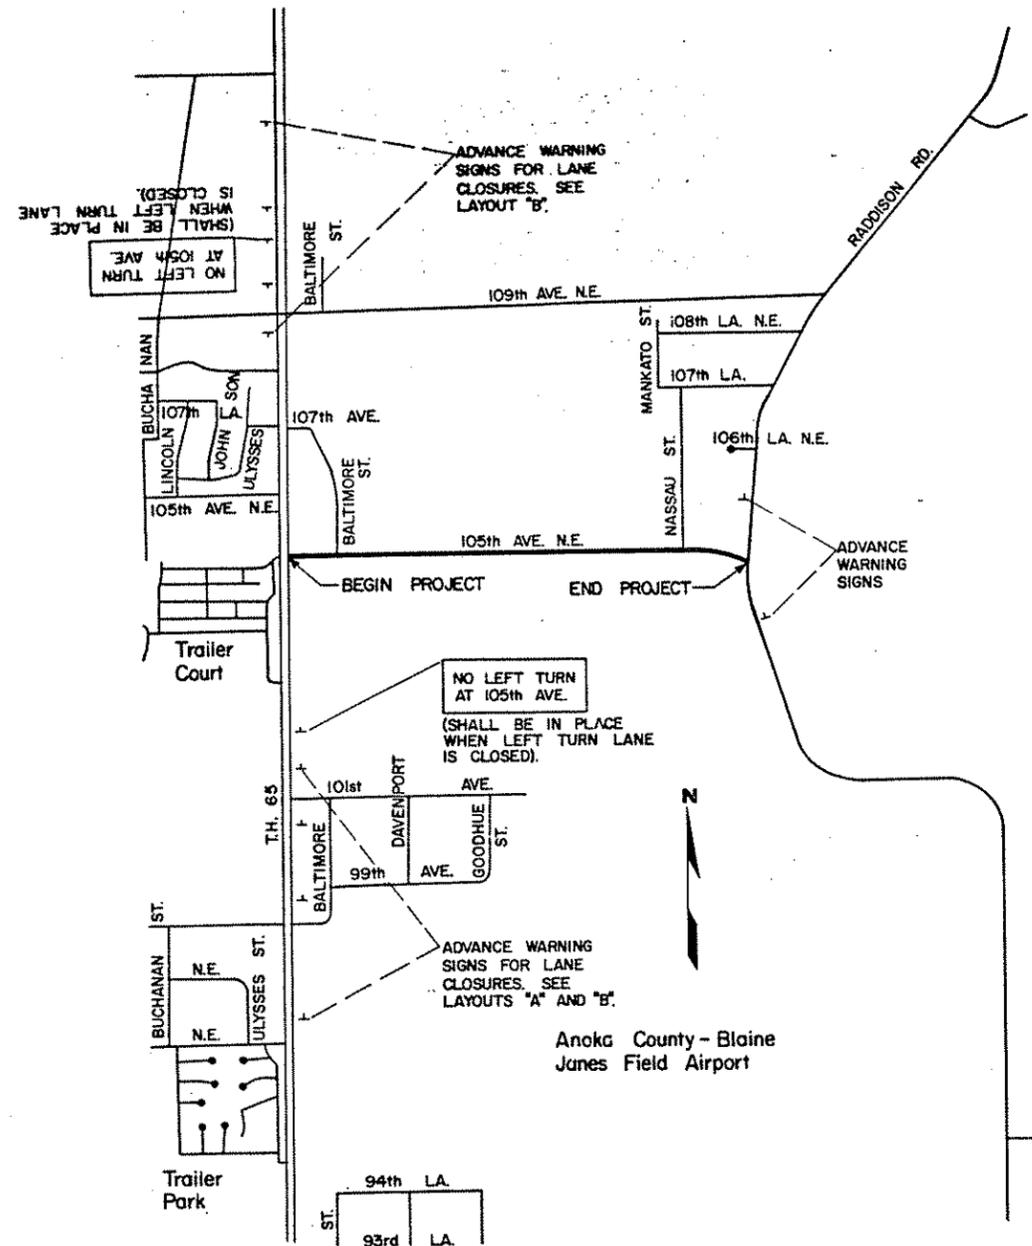 ADVANCE WARNING
SIGNS FOR LANE
CLOSURES. SEE
LAYOUT "B".
RADDISON RD.
(SHALL BE IN PLACE
WHEN LEFT TURN LANE
IS CLOSED).
NO LEFT TURN
AT 105th AVE.
BALTIMORE
ST.
109th AVE. N.E.
MANKATO ST.
108th LA. N.E.
107th LA.
BUCHA NAN
107th LA.
LINCOLN
JOHN SON
ULYSSES
107th AVE.
BALTIMORE
ST.
NASSAU ST.
106th LA. N.E.
105th AVE. N.E.
105th AVE. N.E.
ADVANCE
WARNING
SIGNS
BEGIN PROJECT
END PROJECT
Trailer
Court
NO LEFT TURN
AT 105th AVE.
(SHALL BE IN PLACE
WHEN LEFT TURN LANE
IS CLOSED).
T.H. 65
101st AVE.
BALTIMORE
DAVENPORT
GOODHUE
ST.
99th AVE.
N
BUCHANAN ST.
N.E.
ULYSSES ST.
N.E.
ADVANCE WARNING
SIGNS FOR LANE
CLOSURES. SEE
LAYOUTS "A" AND "B".
Anoka County - Blaine
Janes Field Airport
Trailer
Park
94th LA.
ST.
93rd LA.